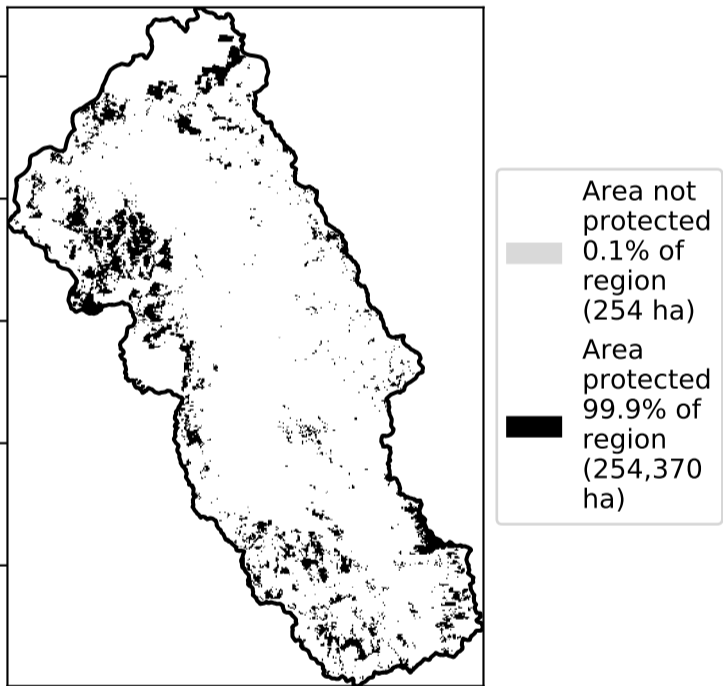 Area not
protected
0.1% of
region
(254 ha)
Area
protected
99.9% of
region
(254,370
ha)